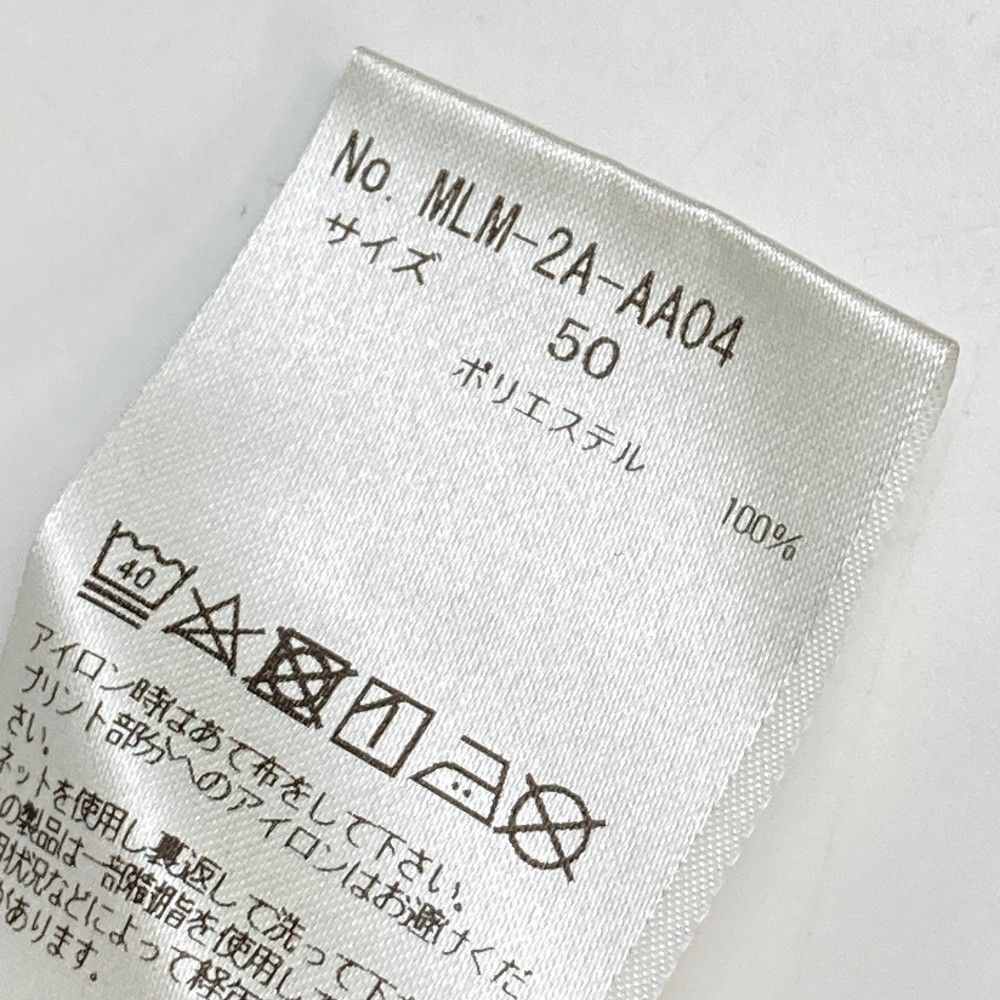 No. MLM-2A-AA04
サイズ 50
ポリエステル 100%
40
アイロン時はあて布をして下さい。
プリント部分へのアイロンはお避けくだ
さい。
ネットを使用し裏返して洗って下
の製品は一部樹脂を使用し
用状況などによって経年
があります。